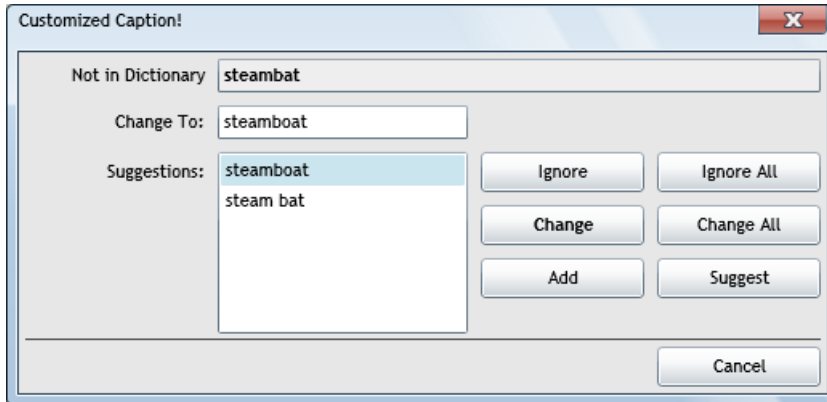 Customized Caption!
Not in Dictionary steambat
Change To: steamboat
Suggestions: steamboat
steam bat
Ignore Ignore All
Change Change All
Add Suggest
Cancel